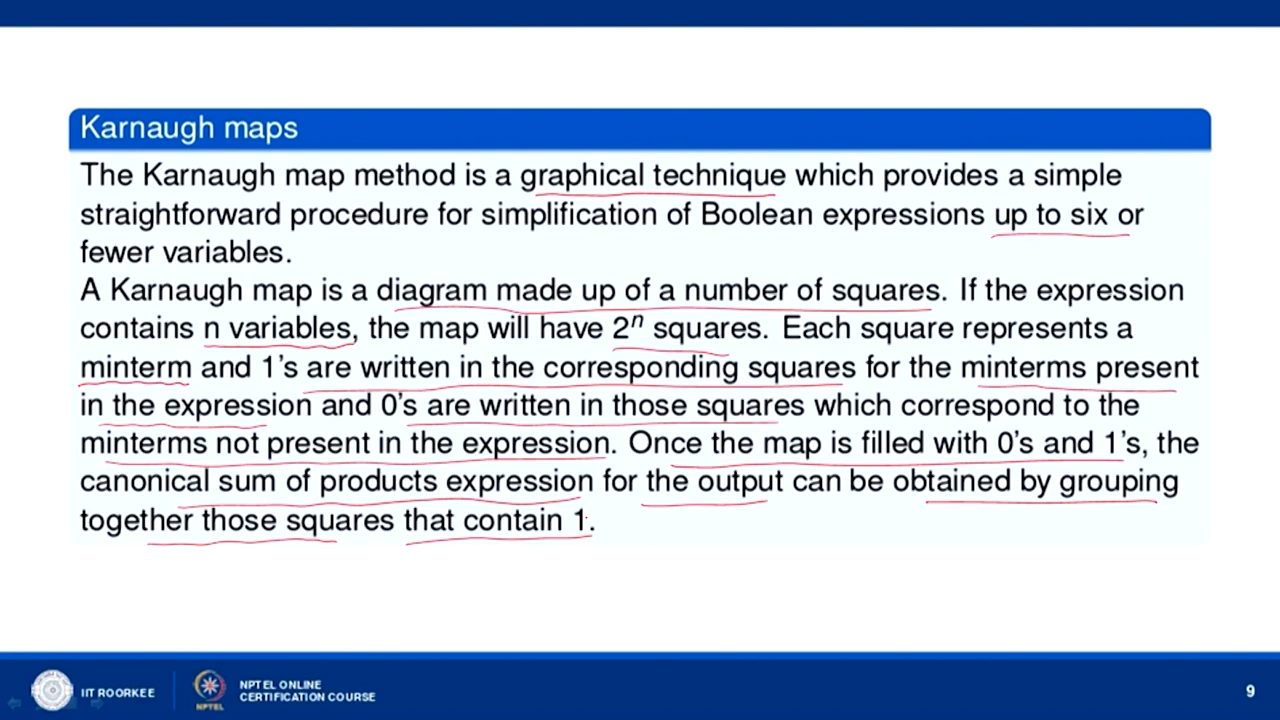 Karnaugh maps
The Karnaugh map method is a graphical technique which provides a simple
straightforward procedure for simplification of Boolean expressions up to six or
fewer variables.
A Karnaugh map is a diagram made up of a number of squares. If the expression
contains n variables, the map will have 2ⁿ squares. Each square represents a
minterm and 1's are written in the corresponding squares for the minterms present
in the expression and 0's are written in those squares which correspond to the
minterms not present in the expression. Once the map is filled with 0's and 1's, the
canonical sum of products expression for the output can be obtained by grouping
together those squares that contain 1.
IIT ROORKEE
NPTEL
NPTEL ONLINE
CERTIFICATION COURSE
9